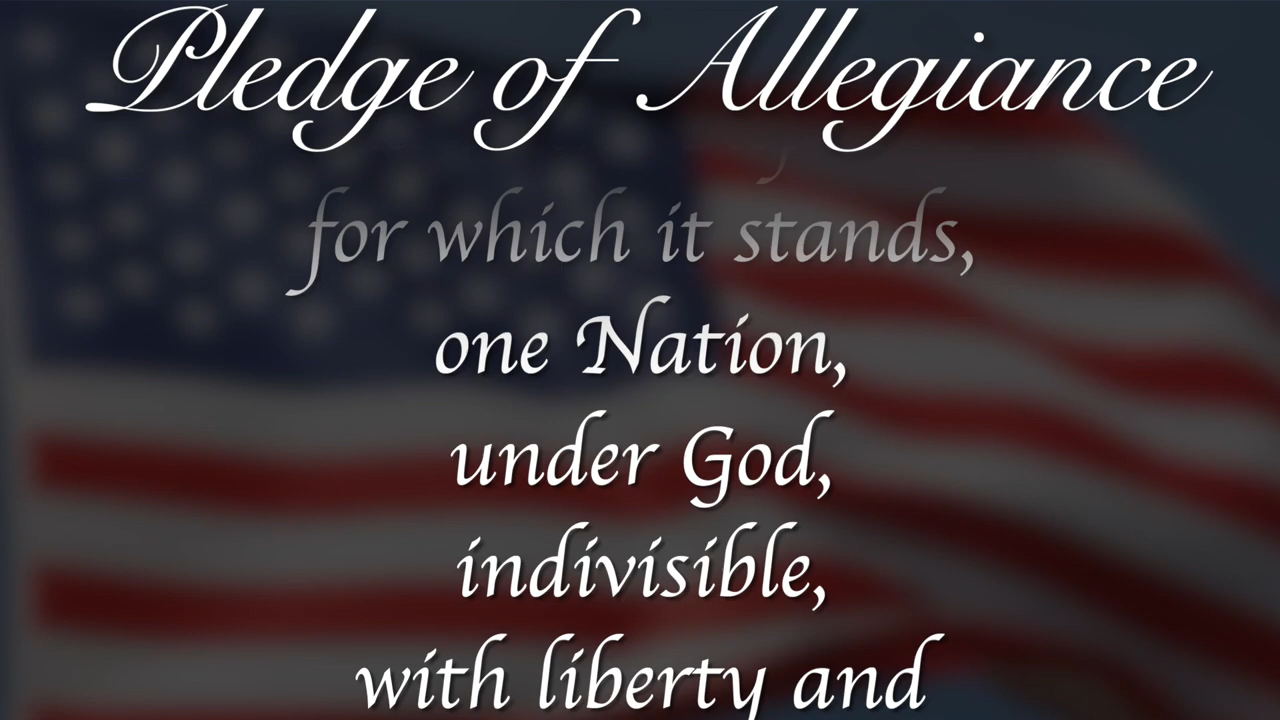 Pledge of Allegiance
for which it stands,
one Nation,
under God,
indivisible,
with liberty and